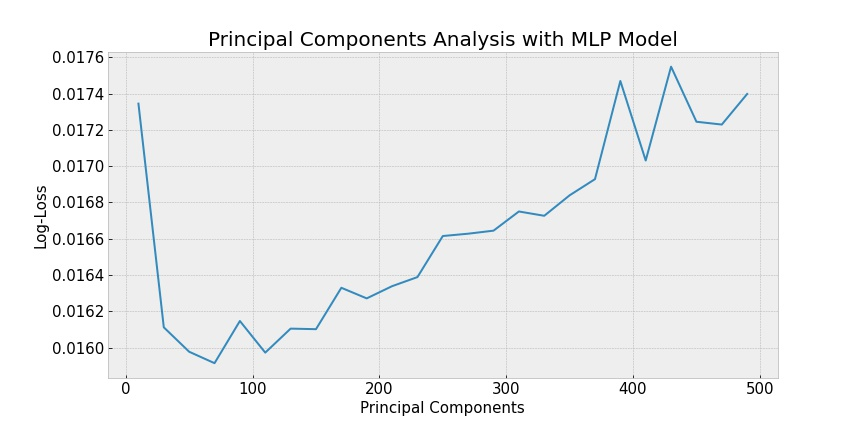 Principal Components Analysis with MLP Model
0.0176
0.0174
0.0172
0.0170
0.0168
0.0166
0.0164
0.0162
0.0160
Log-Loss
0 100 200 300 400 500
Principal Components